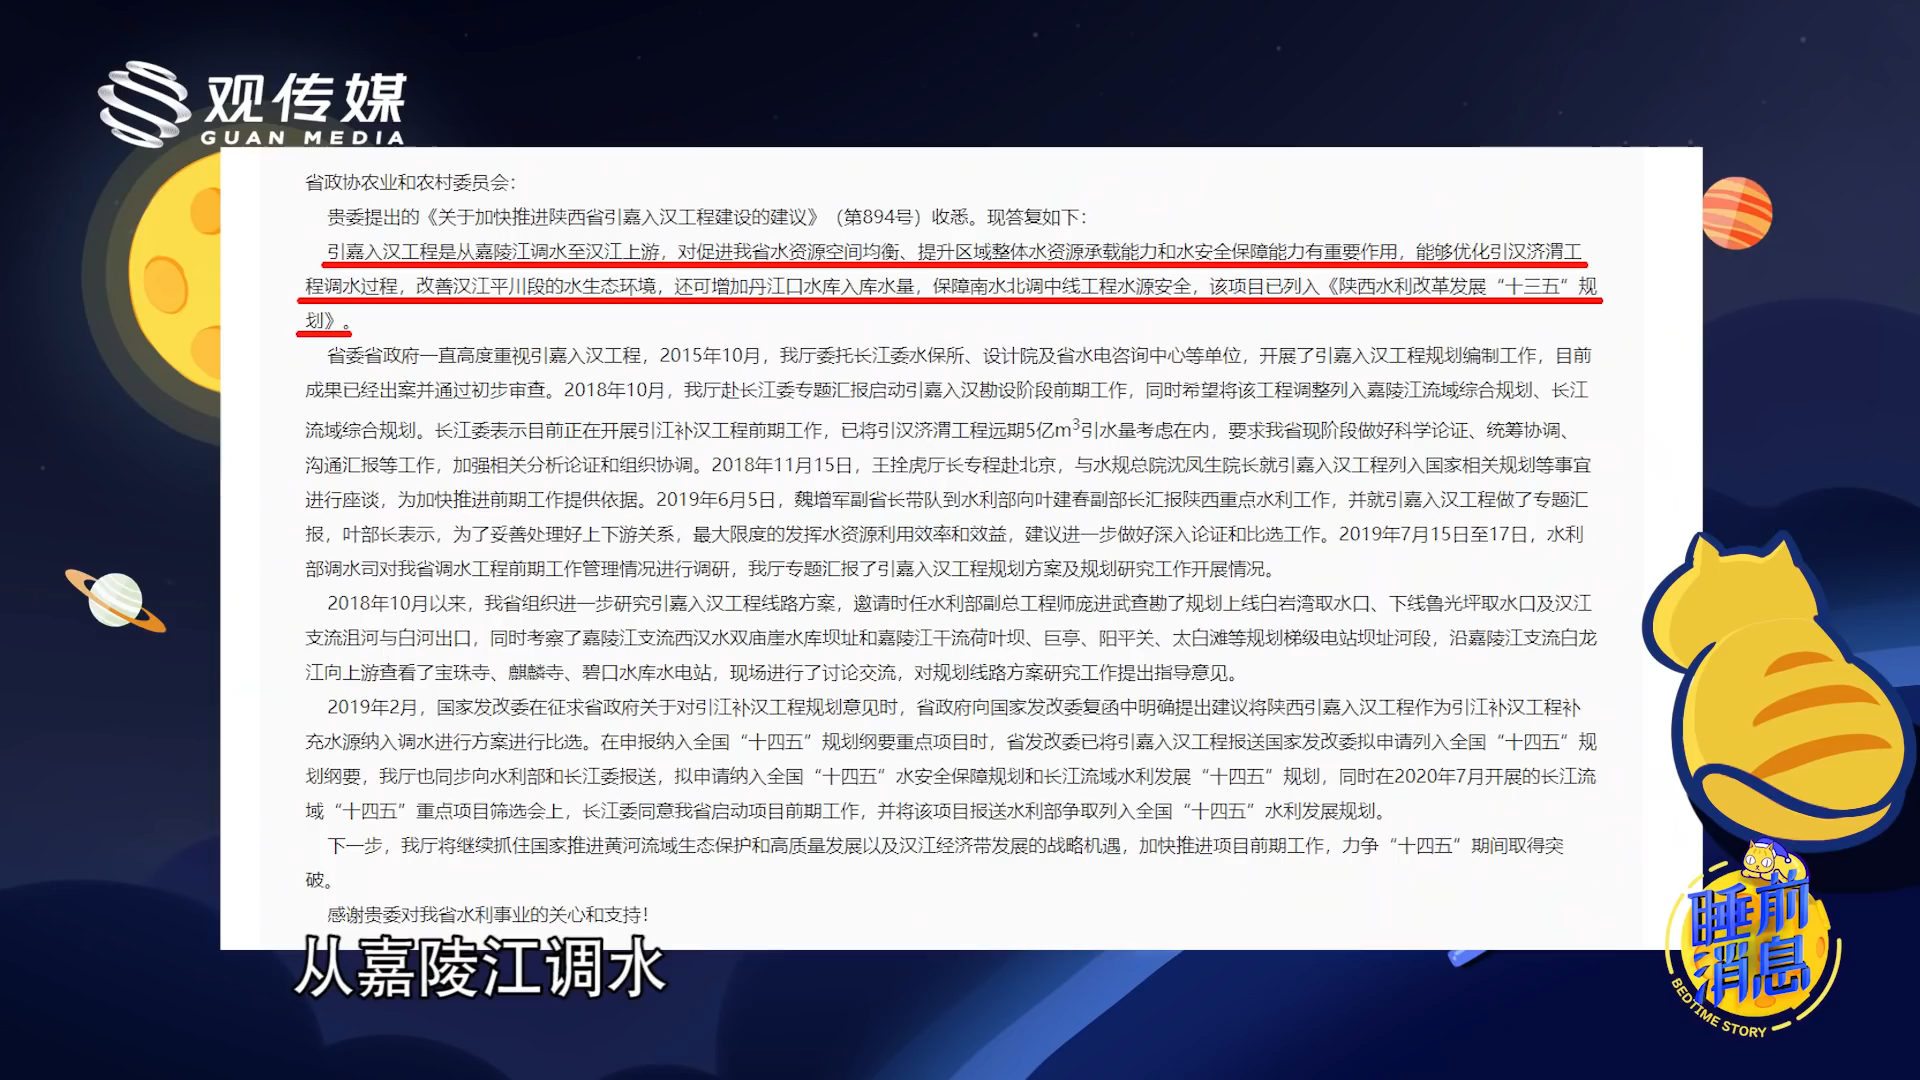 观传媒
GUAN MEDIA
省政协农业和农村委员会：
贵委提出的《关于加快推进陕西省引嘉入汉工程建设的建议》（第894号）收悉。现答复如下：
引嘉入汉工程是从嘉陵江调水至汉江上游，对促进我省水资源空间均衡、提升区域整体水资源承载能力和水安全保障能力有重要作用，能够优化引汉济渭工
程调水过程，改善汉江平川段的水生态环境，还可增加丹江口水库入库水量，保障南水北调中线工程水源安全，该项目已列入《陕西水利改革发展“十三五”规
划》。
省委省政府一直高度重视引嘉入汉工程，2015年10月，我厅委托长江委水保所、设计院及省水电咨询中心等单位，开展了引嘉入汉工程规划编制工作，目前
成果已经出案并通过初步审查。2018年10月，我厅赴长江委专题汇报启动引嘉入汉勘设阶段前期工作，同时希望将该工程调整列入嘉陵江流域综合规划、长江
流域综合规划。长江委表示目前正在开展引江补汉工程前期工作，已将引汉济渭工程远期5亿m³引水量考虑在内，要求我省现阶段做好科学论证、统筹协调、
沟通汇报等工作，加强相关分析论证和组织协调。2018年11月15日，王拴虎厅长专程赴北京，与水规总院沈凤生院长就引嘉入汉工程列入国家相关规划等事宜
进行座谈，为加快推进前期工作提供依据。2019年6月5日，魏增军副省长带队到水利部向叶建春副部长汇报陕西重点水利工作，并就引嘉入汉工程做了专题汇
报，叶部长表示，为了妥善处理好上下游关系，最大限度的发挥水资源利用效率和效益，建议进一步做好深入论证和比选工作。2019年7月15日至17日，水利
部调水司对我省调水工程前期工作管理情况进行调研，我厅专题汇报了引嘉入汉工程规划方案及规划研究工作开展情况。
2018年10月以来，我省组织进一步研究引嘉入汉工程线路方案，邀请时任水利部副总工程师庞进武查勘了规划上线白岩湾取水口、下线鲁光坪取水口及汉江
支流沮河与白河出口，同时考察了嘉陵江支流西汉水双庙崖水库坝址和嘉陵江干流荷叶坝、巨亭、阳平关、太白滩等规划梯级电站坝址河段，沿嘉陵江支流白龙
江向上游查看了宝珠寺、麒麟寺、碧口水库水电站，现场进行了讨论交流，对规划线路方案研究工作提出指导意见。
2019年2月，国家发改委在征求省政府关于对引江补汉工程规划意见时，省政府向国家发改委复函中明确提出建议将陕西引嘉入汉工程作为引江补汉工程补
充水源纳入调水进行方案进行比选。在申报纳入全国“十四五”规划纲要重点项目时，省发改委已将引嘉入汉工程报送国家发改委拟申请列入全国“十四五”规
划纲要，我厅也同步向水利部和长江委报送，拟申请纳入全国“十四五”水安全保障规划和长江流域水利发展“十四五”规划，同时在2020年7月开展的长江流
域“十四五”重点项目筛选会上，长江委同意我省启动项目前期工作，并将该项目报送水利部争取列入全国“十四五”水利发展规划。
下一步，我厅将继续抓住国家推进黄河流域生态保护和高质量发展以及汉江经济带发展的战略机遇，加快推进项目前期工作，力争“十四五”期间取得突
破。
感谢贵委对我省水利事业的关心和支持！
从嘉陵江调水
睡前
消息
BEDTIME STORY